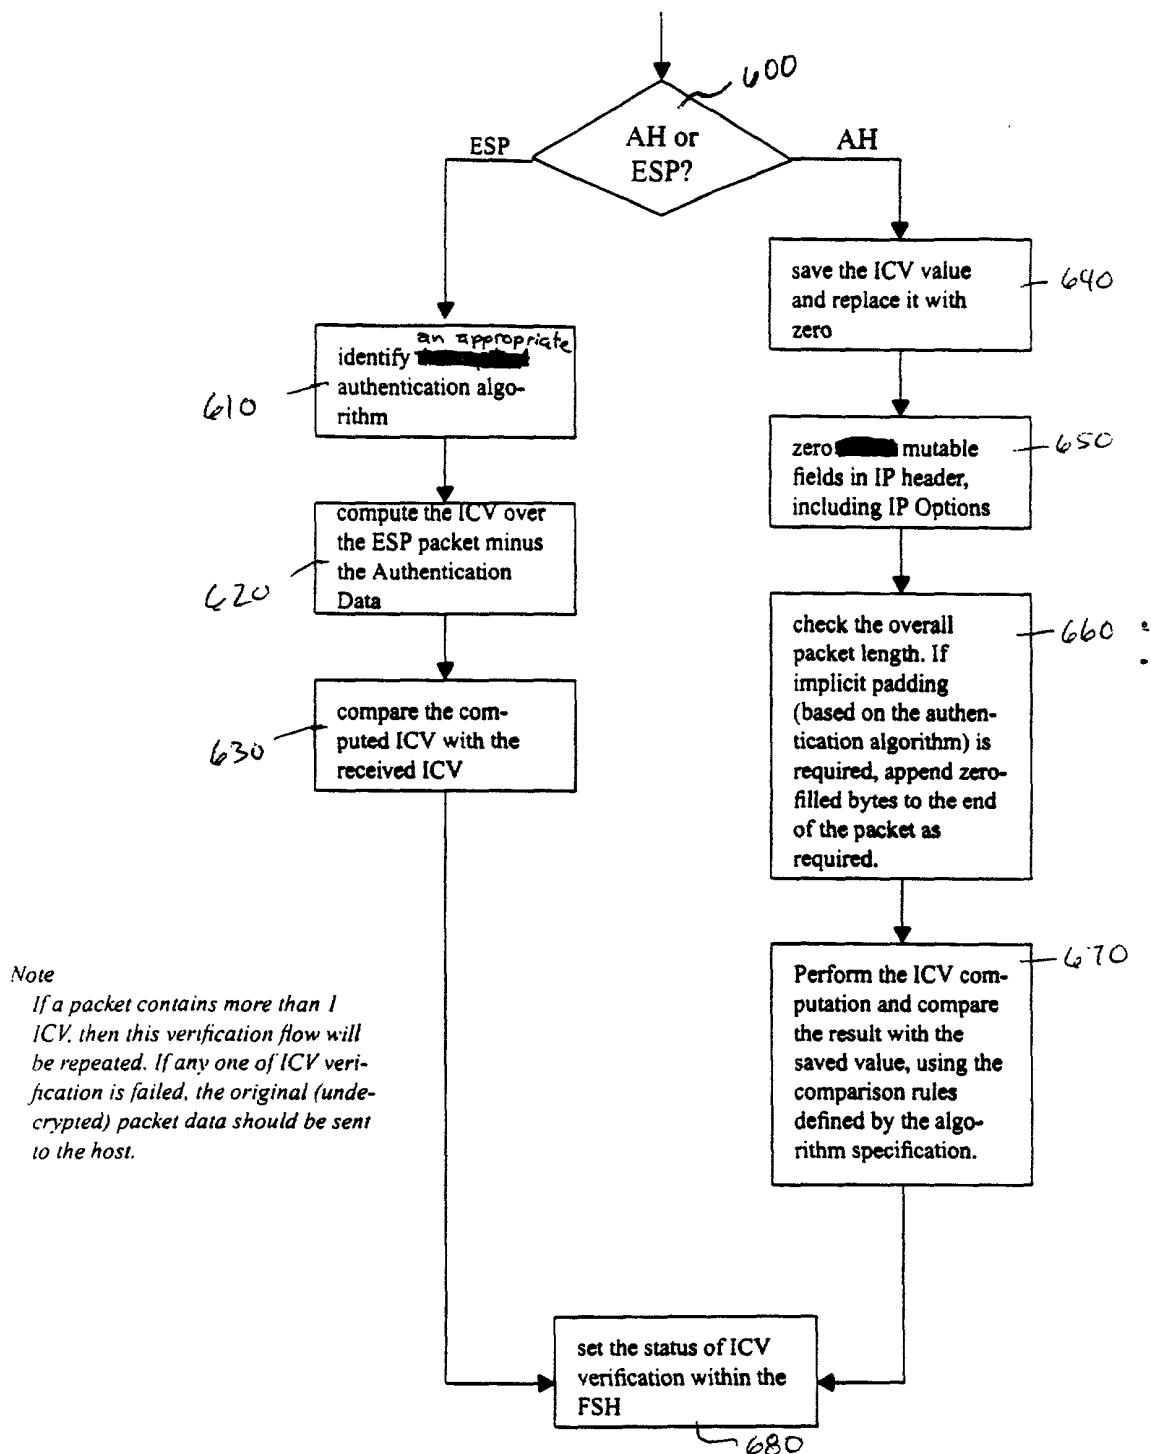 600
AH or
ESP?
ESP
AH
save the ICV value
and replace it with
zero
640
an appropriate
identify
authentication algo-
rithm
610
zero mutable
fields in IP header,
including IP Options
650
compute the ICV over
the ESP packet minus
the Authentication
Data
620
check the overall
packet length. If
implicit padding
(based on the authen-
tication algorithm) is
required, append zero-
filled bytes to the end
of the packet as
required.
660
compare the com-
puted ICV with the
received ICV
630
Perform the ICV com-
putation and compare
the result with the
saved value, using the
comparison rules
defined by the algo-
rithm specification.
670
Note
If a packet contains more than 1
ICV, then this verification flow will
be repeated. If any one of ICV veri-
fication is failed, the original (unde-
crypted) packet data should be sent
to the host.
set the status of ICV
verification within the
FSH
680